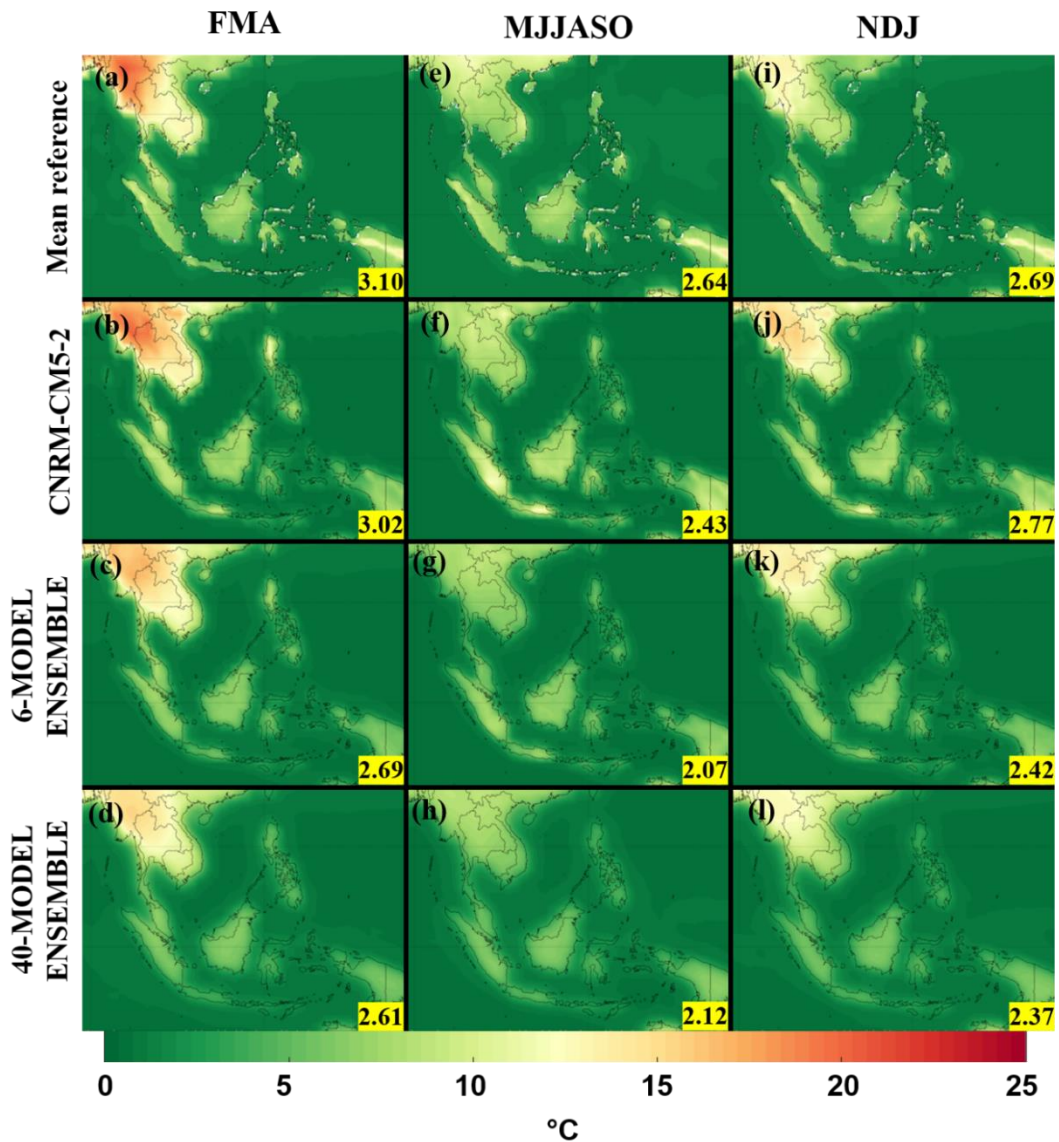 FMA MJJASO NDJ
Mean reference
(a) (e) (i)
3.10 2.64 2.69
CNRM-CM5-2
(b) (f) (j)
3.02 2.43 2.77
6-MODEL
ENSEMBLE
(c) (g) (k)
2.69 2.07 2.42
40-MODEL
ENSEMBLE
(d) (h) (l)
2.61 2.12 2.37
0 5 10 15 20 25
°C